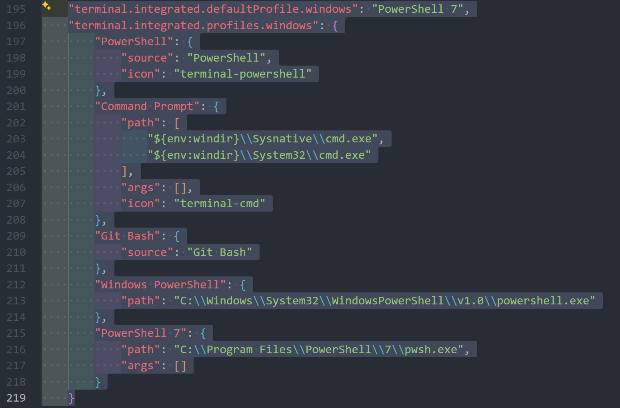 195 "terminal.integrated.defaultProfile.windows": "PowerShell 7",
196 "terminal.integrated.profiles.windows": {
197 "PowerShell": {
198 "source": "PowerShell",
199 "icon": "terminal-powershell"
200 },
201 "Command Prompt": {
202 "path": [
203 "${env:windir}\\Sysnative\\cmd.exe",
204 "${env:windir}\\System32\\cmd.exe"
205 ],
206 "args": [],
207 "icon": "terminal-cmd"
208 },
209 "Git Bash": {
210 "source": "Git Bash"
211 },
212 "Windows PowerShell": {
213 "path": "C:\\Windows\\System32\\WindowsPowerShell\\v1.0\\powershell.exe"
214 },
215 "PowerShell 7": {
216 "path": "C:\\Program Files\\PowerShell\\7\\pwsh.exe",
217 "args": []
218 }
219 }